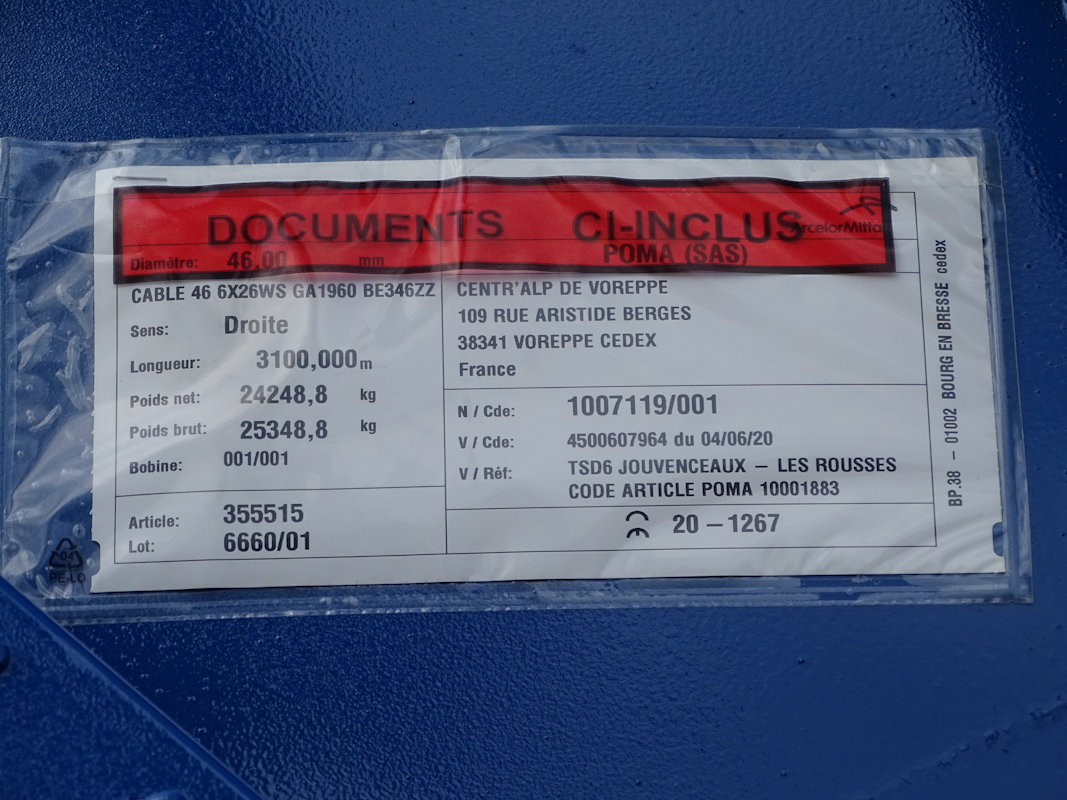 DOCUMENTS CI-INCLUS
ArcelorMittal
Diamètre: 46,00 mm
CABLE 46 6X26WS GA1960 BE346ZZ
Sens: Droite
Longueur: 3100,000 m
Poids net: 24248,8 kg
Poids brut: 25348,8 kg
Bobine: 001/001
Article: 355515
Lot: 6660/01
POMA (SAS)
CENTR'ALP DE VOREPPE
109 RUE ARISTIDE BERGES
38341 VOREPPE CEDEX
France
N / Cde: 1007119/001
V / Cde: 4500607964 du 04/06/20
V / Réf: TSD6 JOUVENCEAUX – LES ROUSSES
CODE ARTICLE POMA 10001883
CE 20 – 1267
BP.38 – 01002 BOURG EN BRESSE cedex
04
PE-LD